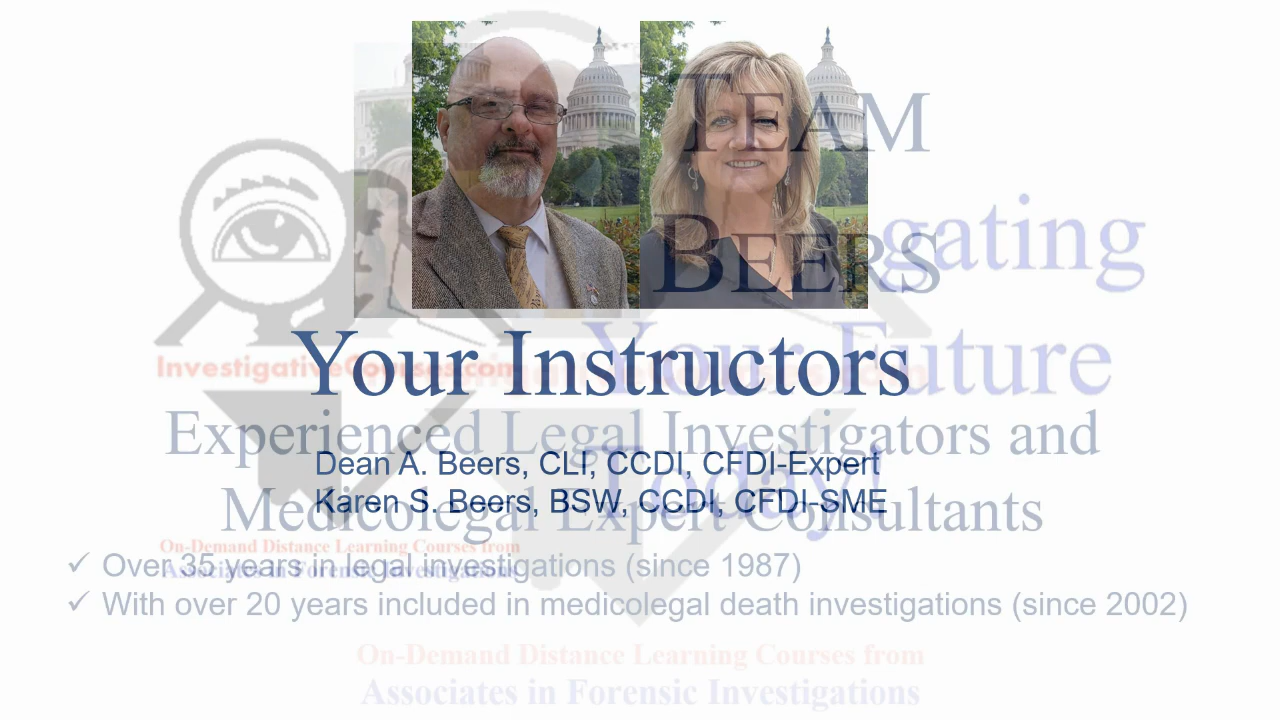 TEAM
BEERS
gating
Your Future
Today!
InvestigativeCourses.com
Your Instructors
Experienced Legal Investigators and
Medicolegal Expert Consultants
Dean A. Beers, CLI, CCDI, CFDI-Expert
Karen S. Beers, BSW, CCDI, CFDI-SME
On-Demand Distance Learning Courses from
Associates in Forensic Investigations
✓ Over 35 years in legal investigations (since 1987)
✓ With over 20 years included in medicolegal death investigations (since 2002)
On-Demand Distance Learning Courses from
Associates in Forensic Investigations